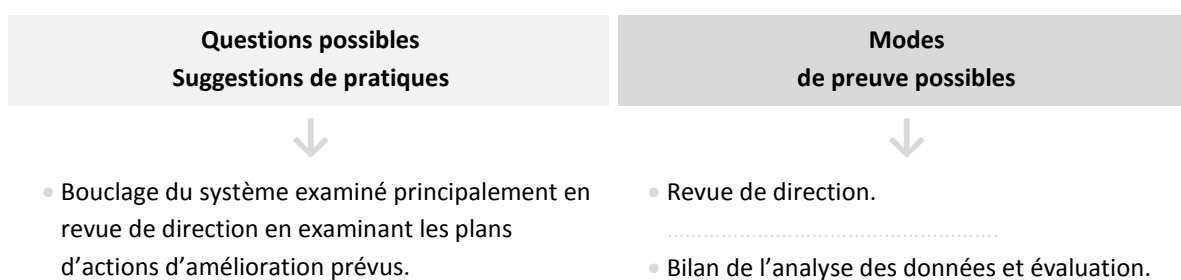 Questions possibles
Suggestions de pratiques
Modes
de preuve possibles
• Bouclage du système examiné principalement en
revue de direction en examinant les plans
d’actions d’amélioration prévus.
• Revue de direction.
……………………………………………….
• Bilan de l’analyse des données et évaluation.